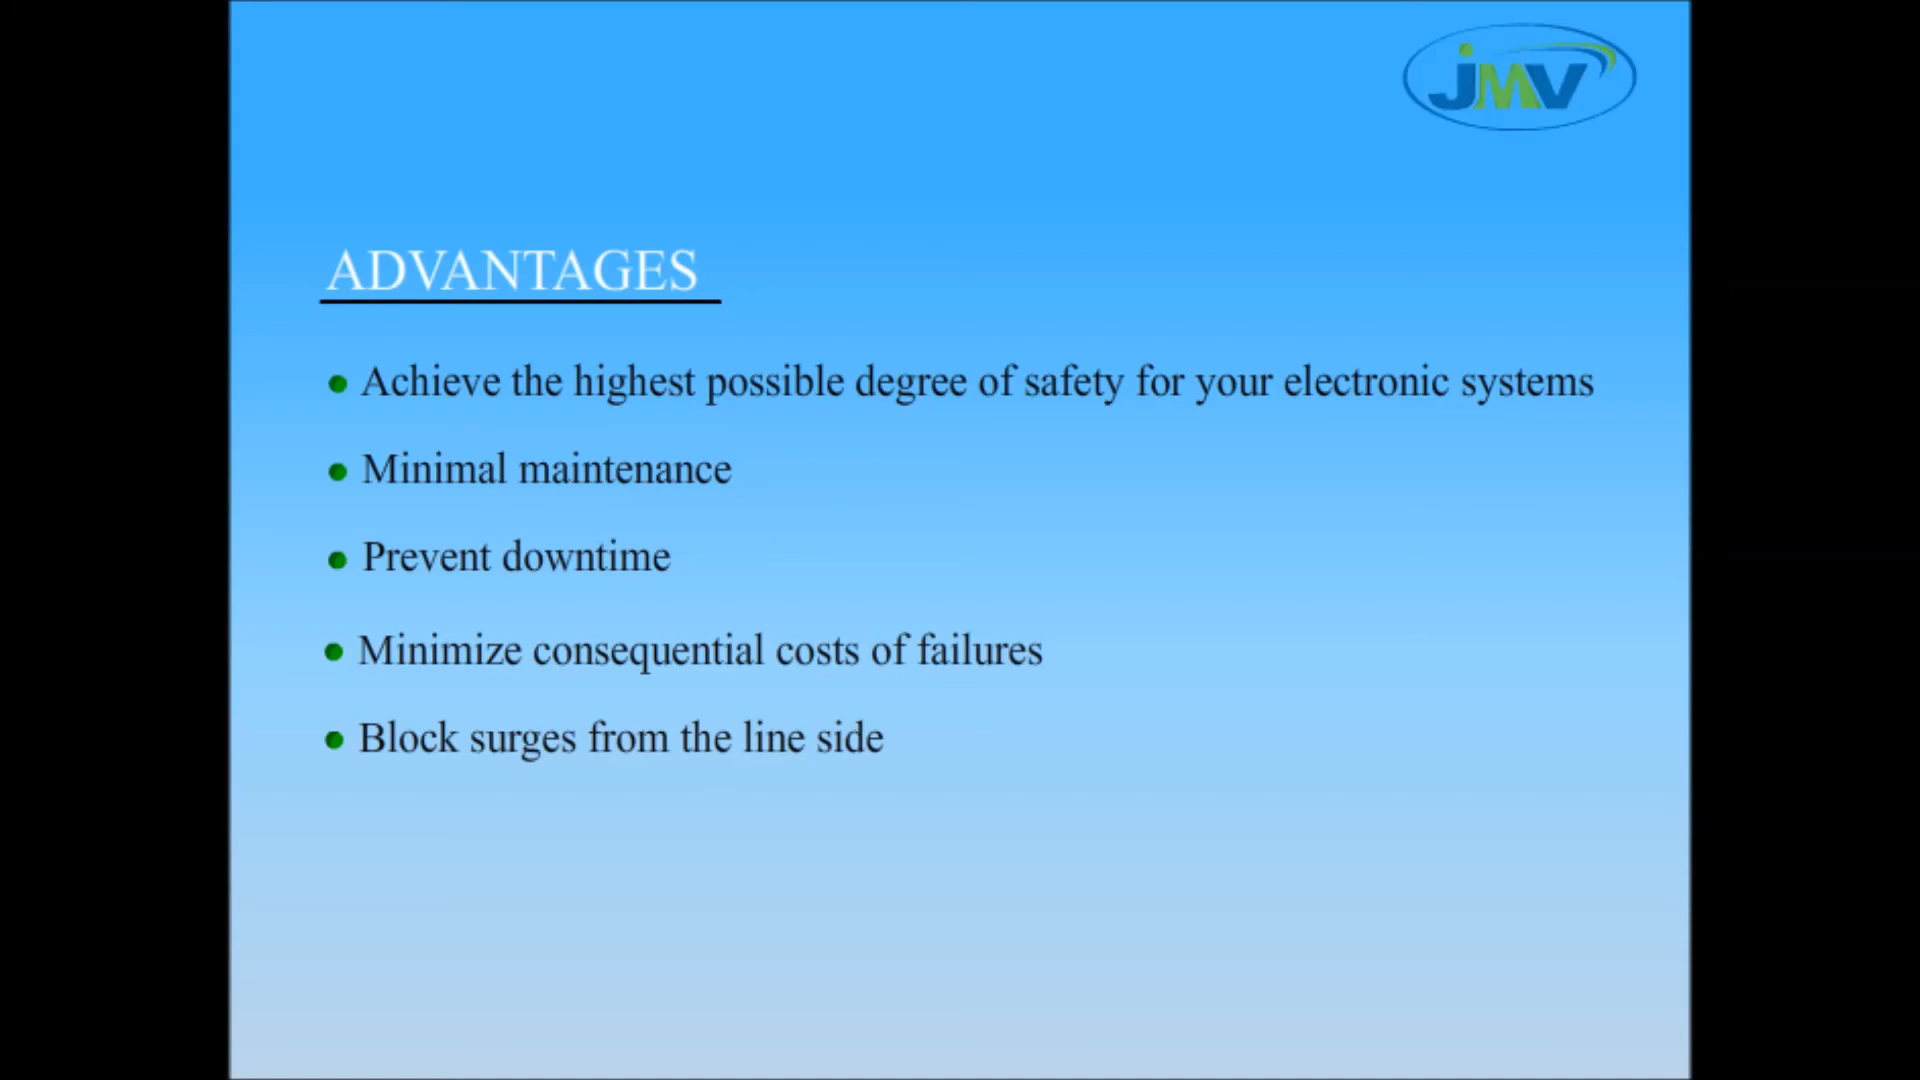 JMV
ADVANTAGES
Achieve the highest possible degree of safety for your electronic systems
Minimal maintenance
Prevent downtime
Minimize consequential costs of failures
Block surges from the line side